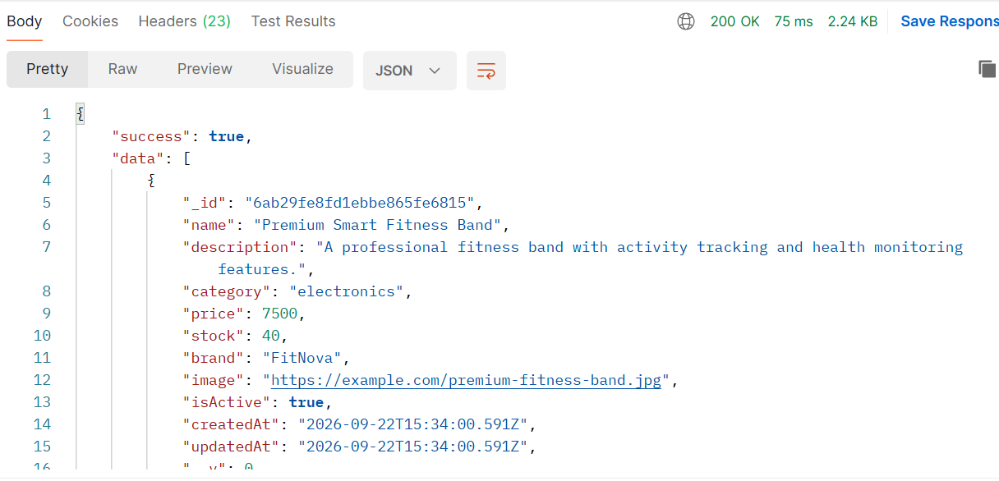 Body Cookies Headers (23) Test Results 200 OK 75 ms 2.24 KB Save Respons
Pretty Raw Preview Visualize JSON
1 {
2 "success": true,
3 "data": [
4 {
5 "_id": "6ab29fe8fd1ebbe865fe6815",
6 "name": "Premium Smart Fitness Band",
7 "description": "A professional fitness band with activity tracking and health monitoring
features.",
8 "category": "electronics",
9 "price": 7500,
10 "stock": 40,
11 "brand": "FitNova",
12 "image": "https://example.com/premium-fitness-band.jpg",
13 "isActive": true,
14 "createdAt": "2026-09-22T15:34:00.591Z",
15 "updatedAt": "2026-09-22T15:34:00.591Z",
16 "__v": 0